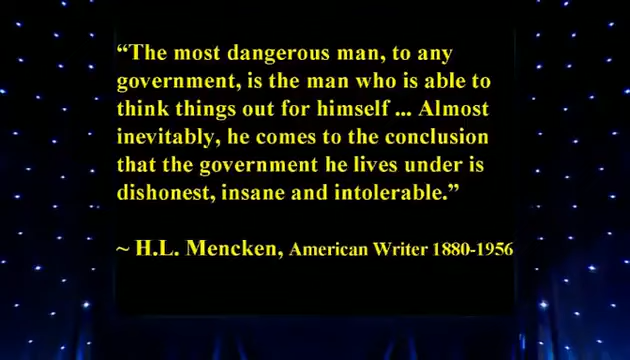 “The most dangerous man, to any
government, is the man who is able to
think things out for himself ... Almost
inevitably, he comes to the conclusion
that the government he lives under is
dishonest, insane and intolerable.”
~ H.L. Mencken, American Writer 1880-1956